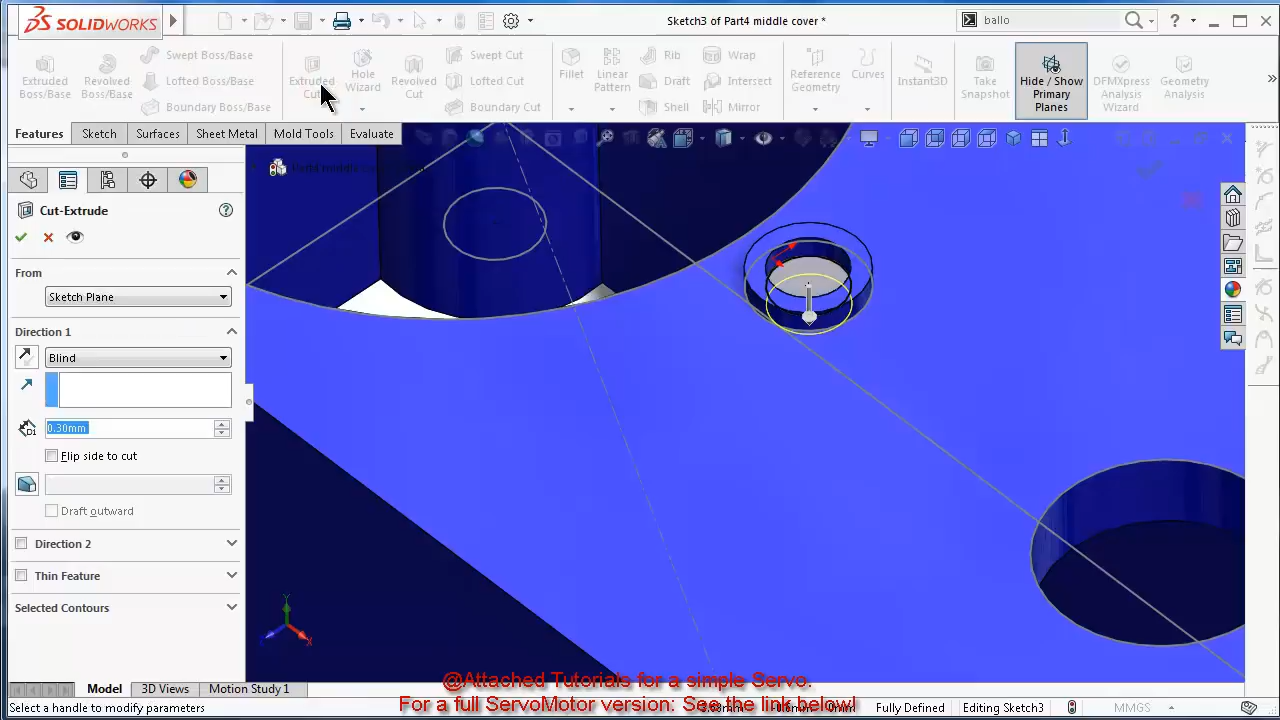 SOLIDWORKS
Sketch3 of Part4 middle cover *
ballo
Extruded Boss/Base
Revolved Boss/Base
Swept Boss/Base
Lofted Boss/Base
Boundary Boss/Base
Extruded Cut
Hole Wizard
Revolved Cut
Swept Cut
Lofted Cut
Boundary Cut
Fillet
Linear Pattern
Rib
Draft
Shell
Wrap
Intersect
Mirror
Reference Geometry
Curves
Instant3D
Take Snapshot
Hide / Show Primary Planes
DFMXpress Analysis Wizard
Geometry Analysis
Features
Sketch
Surfaces
Sheet Metal
Mold Tools
Evaluate
Part4 middle
Cut-Extrude
From
Sketch Plane
Direction 1
Blind
0.30mm
Flip side to cut
Draft outward
Direction 2
Thin Feature
Selected Contours
Y
X
Model
3D Views
Motion Study 1
@Attached Tutorials for a simple Servo.
For a full ServoMotor version: See the link below!
Select a handle to modify parameters
Fully Defined
Editing Sketch3
MMGS